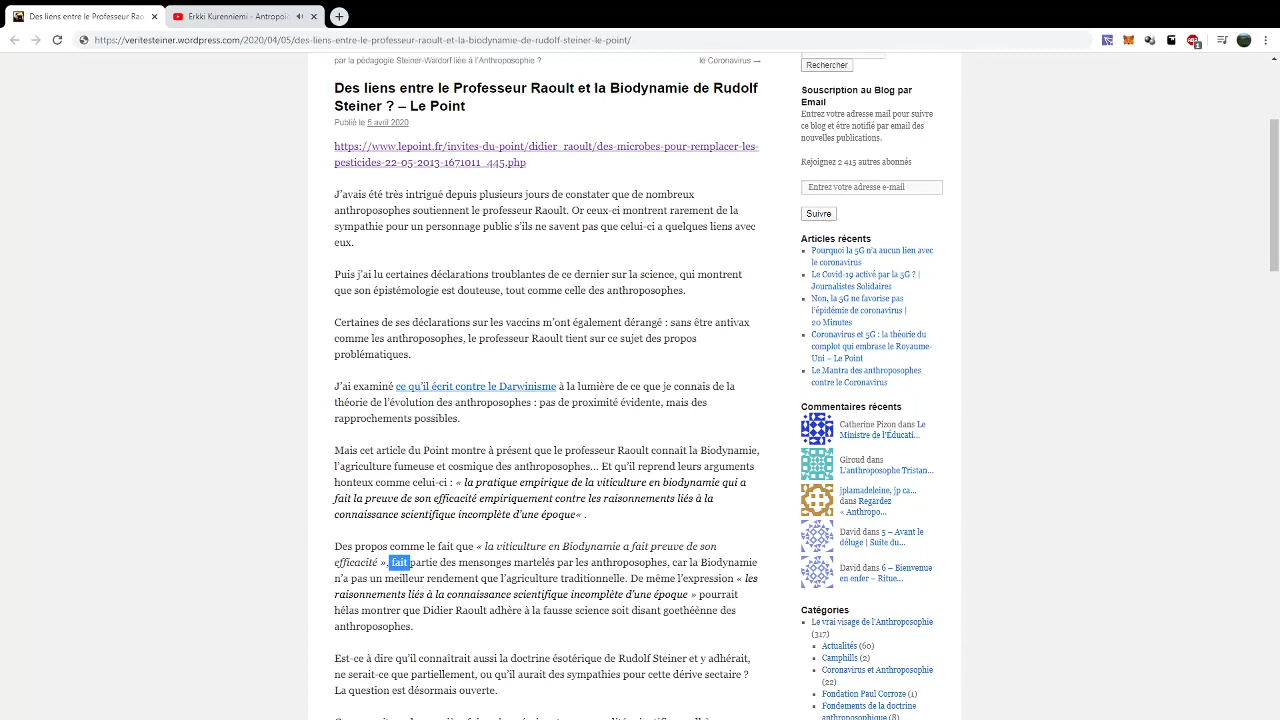 Des liens entre le Professeur Rao
Erkki Kurenniemi - Antropoi
https://veritesteiner.wordpress.com/2020/04/05/des-liens-entre-le-professeur-raoult-et-la-biodynamie-de-rudolf-steiner-le-point/
1
par la pédagogie Steiner-Waldorf liée à l'Anthroposophie ?
le Coronavirus →
Des liens entre le Professeur Raoult et la Biodynamie de Rudolf
Steiner ? – Le Point
Publié le 5 avril 2020
https://www.lepoint.fr/invites-du-point/didier_raoult/des-microbes-pour-remplacer-les-
pesticides-22-05-2013-1671011_445.php
J'avais été très intrigué depuis plusieurs jours de constater que de nombreux
anthroposophes soutiennent le professeur Raoult. Or ceux-ci montrent rarement de la
sympathie pour un personnage public s'ils ne savent pas que celui-ci a quelques liens avec
eux.
Puis j'ai lu certaines déclarations troublantes de ce dernier sur la science, qui montrent
que son épistémologie est douteuse, tout comme celle des anthroposophes.
Certaines de ses déclarations sur les vaccins m'ont également dérangé : sans être antivax
comme les anthroposophes, le professeur Raoult tient sur ce sujet des propos
problématiques.
J'ai examiné ce qu'il écrit contre le Darwinisme à la lumière de ce que je connais de la
théorie de l'évolution des anthroposophes : pas de proximité évidente, mais des
rapprochements possibles.
Mais cet article du Point montre à présent que le professeur Raoult connaît la Biodynamie,
l'agriculture fumeuse et cosmique des anthroposophes... Et qu'il reprend leurs arguments
honteux comme celui-ci : « la pratique empirique de la viticulture en biodynamie qui a
fait la preuve de son efficacité empiriquement contre les raisonnements liés à la
connaissance scientifique incomplète d'une époque« .
Des propos comme le fait que « la viticulture en Biodynamie a fait preuve de son
efficacité », fait partie des mensonges martelés par les anthroposophes, car la Biodynamie
n'a pas un meilleur rendement que l'agriculture traditionnelle. De même l'expression « les
raisonnements liés à la connaissance scientifique incomplète d'une époque » pourrait
hélas montrer que Didier Raoult adhère à la fausse science soit disant goethéènne des
anthroposophes.
Est-ce à dire qu'il connaîtrait aussi la doctrine ésotérique de Rudolf Steiner et y adhérait,
ne serait-ce que partiellement, ou qu'il aurait des sympathies pour cette dérive sectaire ?
La question est désormais ouverte.
Rechercher
Souscription au Blog par
Email
Entrez votre adresse mail pour suivre
ce blog et être notifié par email des
nouvelles publications.
Rejoignez 2 415 autres abonnés
Entrez votre adresse e-mail
Suivre
Articles récents
Pourquoi la 5G n'a aucun lien avec
le coronavirus
Le Covid-19 activé par la 5G ? |
Journalistes Solidaires
Non, la 5G ne favorise pas
l'épidémie de coronavirus |
20 Minutes
Coronavirus et 5G : la théorie du
complot qui embrase le Royaume-
Uni – Le Point
Le Mantra des anthroposophes
contre le Coronavirus
Commentaires récents
Catherine Pizon dans Le
Ministre de l'Éducati...
Giroud dans
L'anthroposophe Tristan...
jplamadeleine, jp ca...
dans Regardez
« Anthropo...
David dans 5 – Avant le
déluge | Suite du...
David dans 6 – Bienvenue
en enfer – Ritue...
Catégories
Le vrai visage de l'Anthroposophie
(317)
Actualités (60)
Camphills (2)
Coronavirus et Anthroposophie
(22)
Fondation Paul Corroze (1)
Fondements de la doctrine
anthroposophique (8)